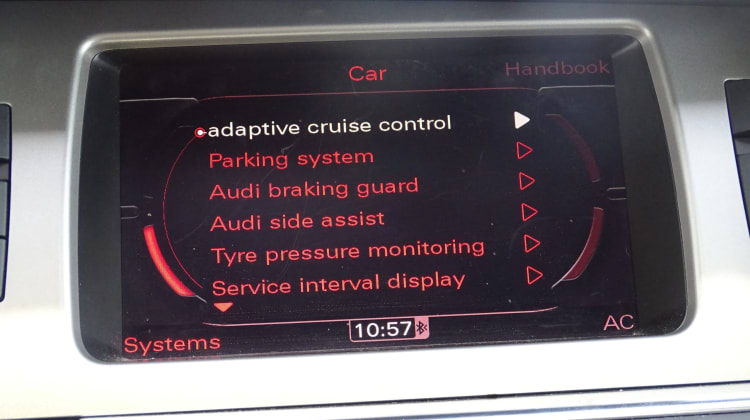 Car
Handbook
adaptive cruise control
Parking system
Audi braking guard
Audi side assist
Tyre pressure monitoring
Service interval display
10:57
Systems
AC